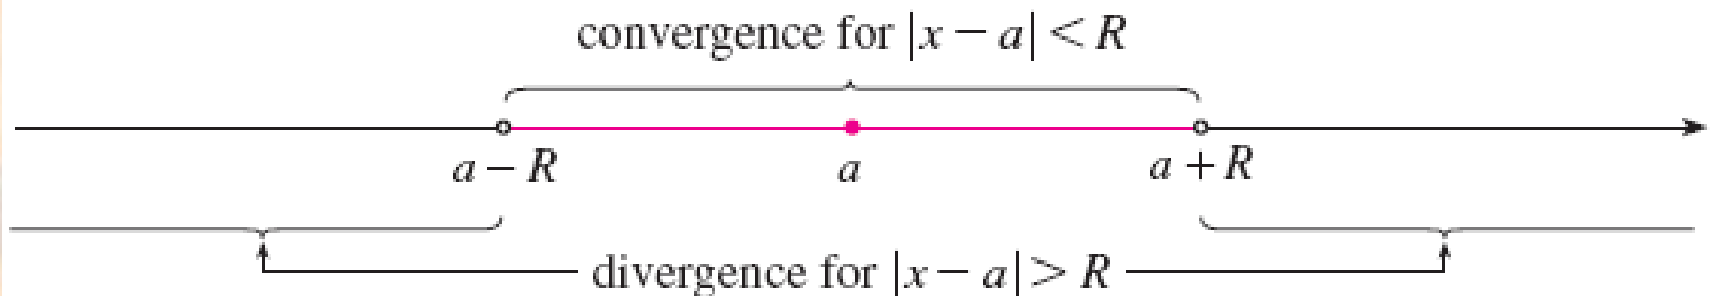 convergence for |x − a| < R
a − R a a + R
divergence for |x − a| > R